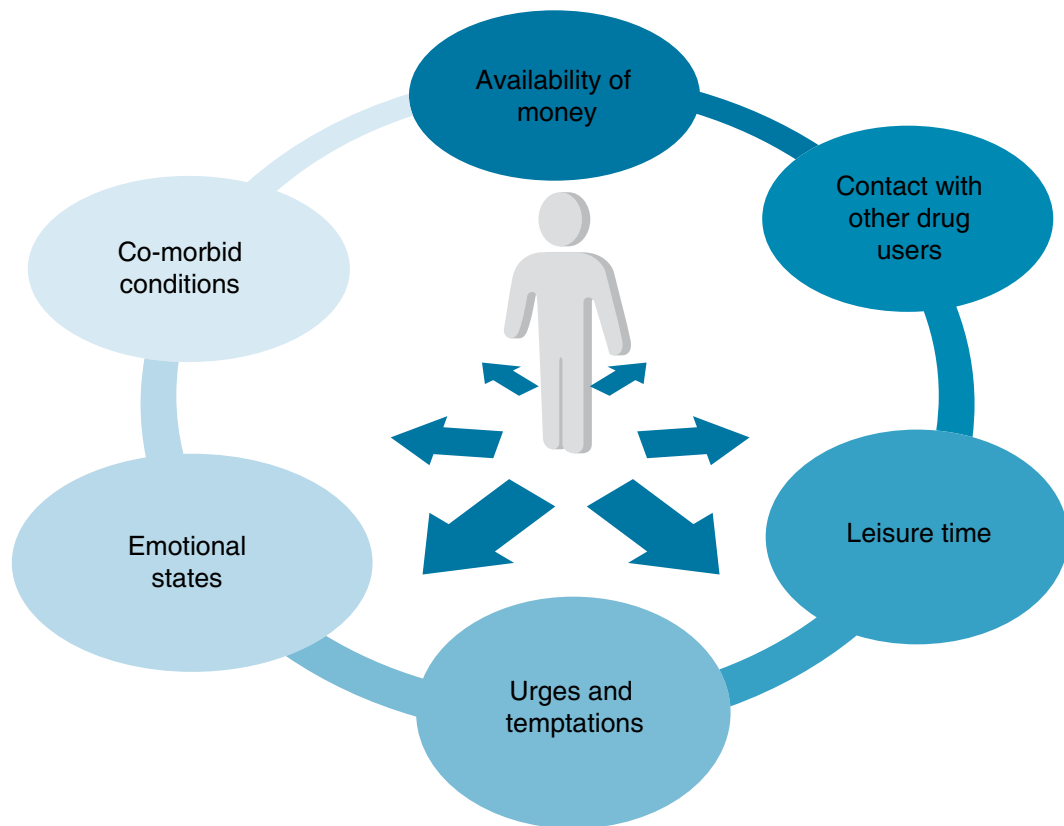 Availability of
money
Contact with
other drug
users
Leisure time
Urges and
temptations
Emotional
states
Co-morbid
conditions